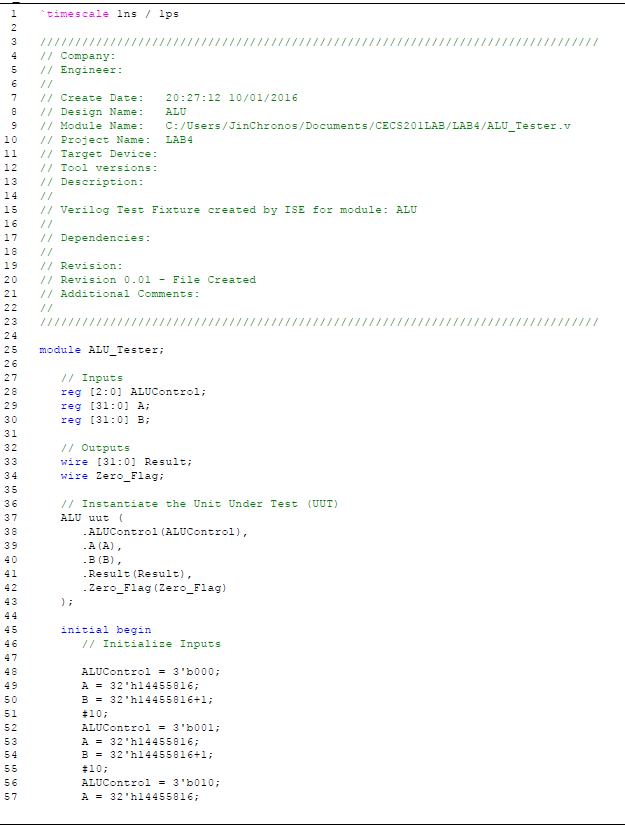 1 `timescale 1ns / 1ps
2
3 ////////////////////////////////////////////////////////////////////////////////
4 // Company:
5 // Engineer:
6 //
7 // Create Date:   20:27:12 10/01/2016
8 // Design Name:   ALU
9 // Module Name:   C:/Users/JinChronos/Documents/CECS201LAB/LAB4/ALU_Tester.v
10 // Project Name:  LAB4
11 // Target Device:
12 // Tool versions:
13 // Description:
14 //
15 // Verilog Test Fixture created by ISE for module: ALU
16 //
17 // Dependencies:
18 //
19 // Revision:
20 // Revision 0.01 - File Created
21 // Additional Comments:
22 //
23 ////////////////////////////////////////////////////////////////////////////////
24
25 module ALU_Tester;
26
27 // Inputs
28 reg [2:0] ALUControl;
29 reg [31:0] A;
30 reg [31:0] B;
31
32 // Outputs
33 wire [31:0] Result;
34 wire Zero_Flag;
35
36 // Instantiate the Unit Under Test (UUT)
37 ALU uut (
38 .ALUControl(ALUControl),
39 .A(A),
40 .B(B),
41 .Result(Result),
42 .Zero_Flag(Zero_Flag)
43 );
44
45 initial begin
46 // Initialize Inputs
47
48 ALUControl = 3'b000;
49 A = 32'h14455816;
50 B = 32'h14455816+1;
51 #10;
52 ALUControl = 3'b001;
53 A = 32'h14455816;
54 B = 32'h14455816+1;
55 #10;
56 ALUControl = 3'b010;
57 A = 32'h14455816;